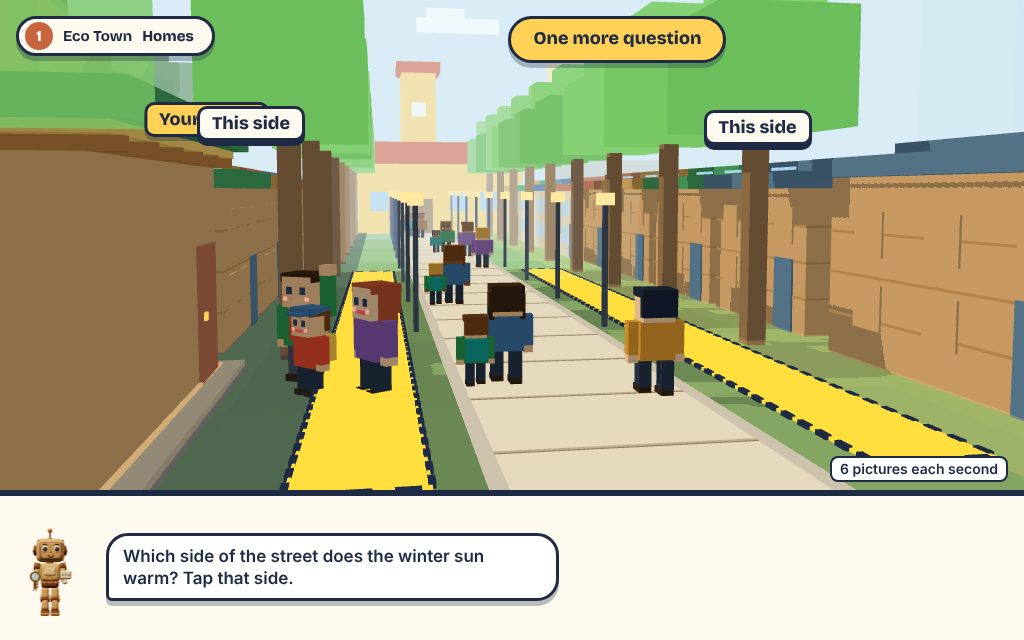 1 Eco Town Homes
One more question
Your
This side
This side
6 pictures each second
Which side of the street does the winter sun
warm? Tap that side.